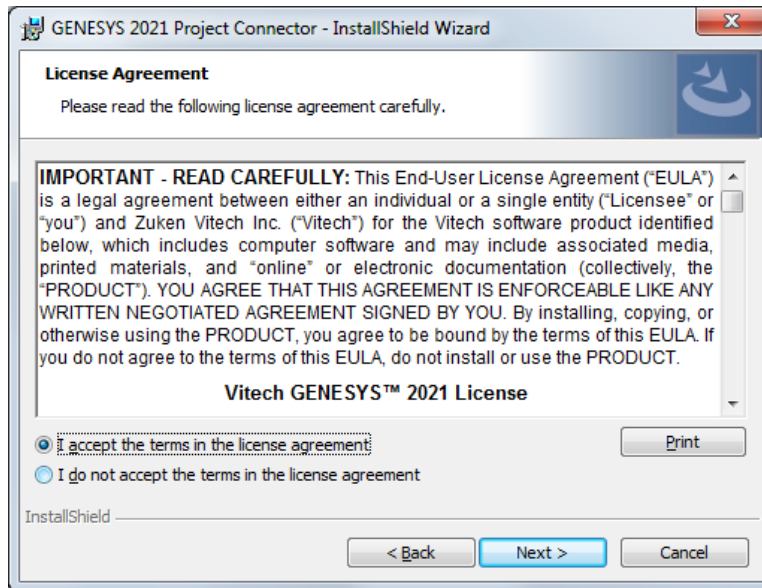 GENESYS 2021 Project Connector - InstallShield Wizard
License Agreement
Please read the following license agreement carefully.
IMPORTANT - READ CAREFULLY: This End-User License Agreement (“EULA”)
is a legal agreement between either an individual or a single entity (“Licensee” or
“you”) and Zuken Vitech Inc. (“Vitech”) for the Vitech software product identified
below, which includes computer software and may include associated media,
printed materials, and “online” or electronic documentation (collectively, the
“PRODUCT”). YOU AGREE THAT THIS AGREEMENT IS ENFORCEABLE LIKE ANY
WRITTEN NEGOTIATED AGREEMENT SIGNED BY YOU. By installing, copying, or
otherwise using the PRODUCT, you agree to be bound by the terms of this EULA. If
you do not agree to the terms of this EULA, do not install or use the PRODUCT.
Vitech GENESYS™ 2021 License
I accept the terms in the license agreement
Print
I do not accept the terms in the license agreement
InstallShield
< Back
Next >
Cancel